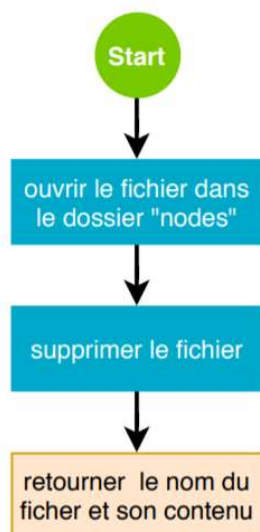 Start
ouvrir le fichier dans
le dossier "nodes"
supprimer le fichier
retourner le nom du
ficher et son contenu